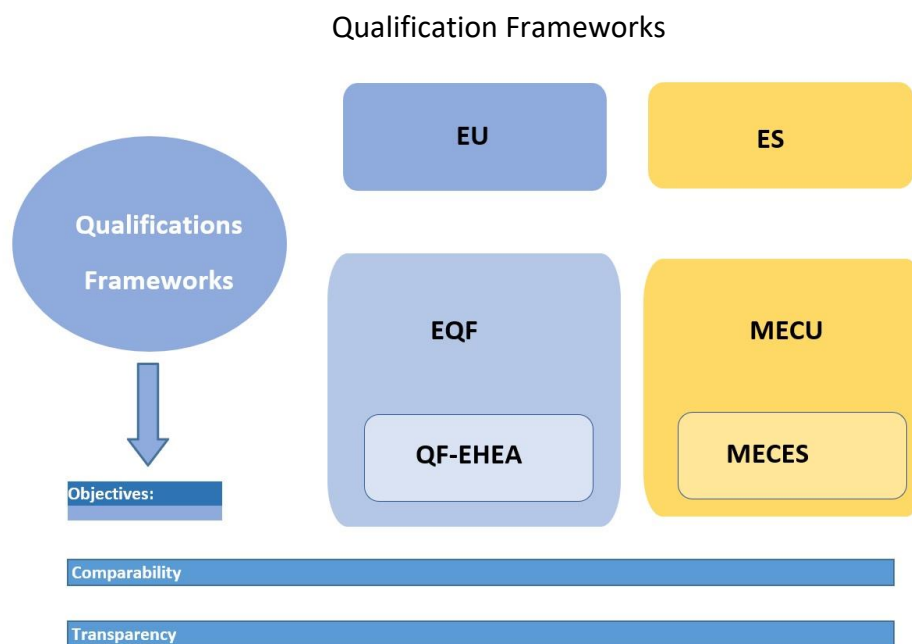 Qualification Frameworks
EU
ES
Qualifications
Frameworks
EQF
MECU
QF-EHEA
MECES
Objectives:
Comparability
Transparency